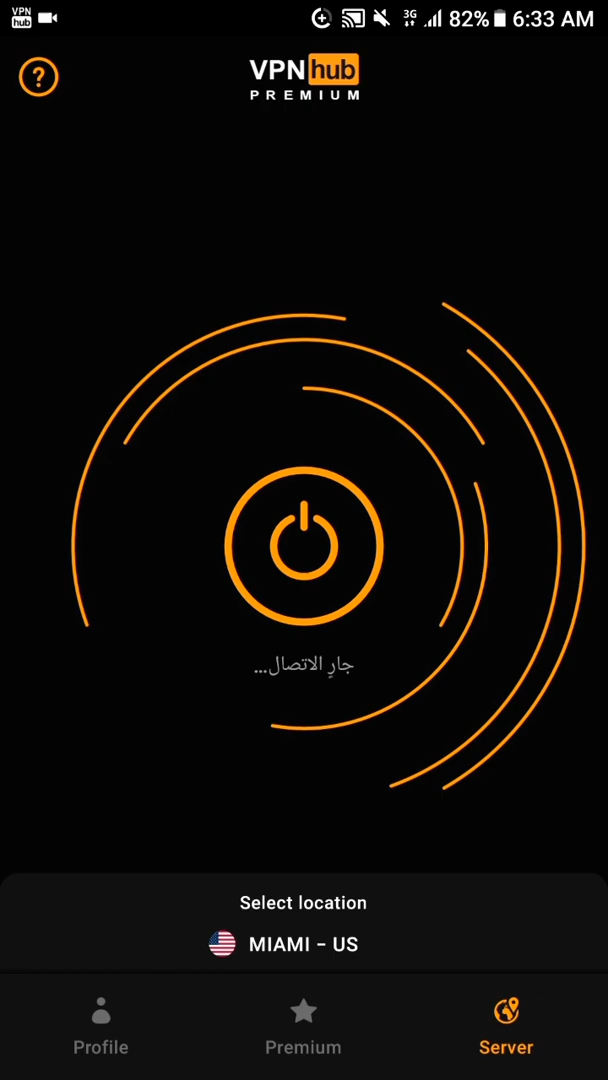 VPN
hub
3G
82%
6:33 AM
?
VPN hub
PREMIUM
جارٍ الاتصال...
Select location
MIAMI - US
Profile
Premium
Server